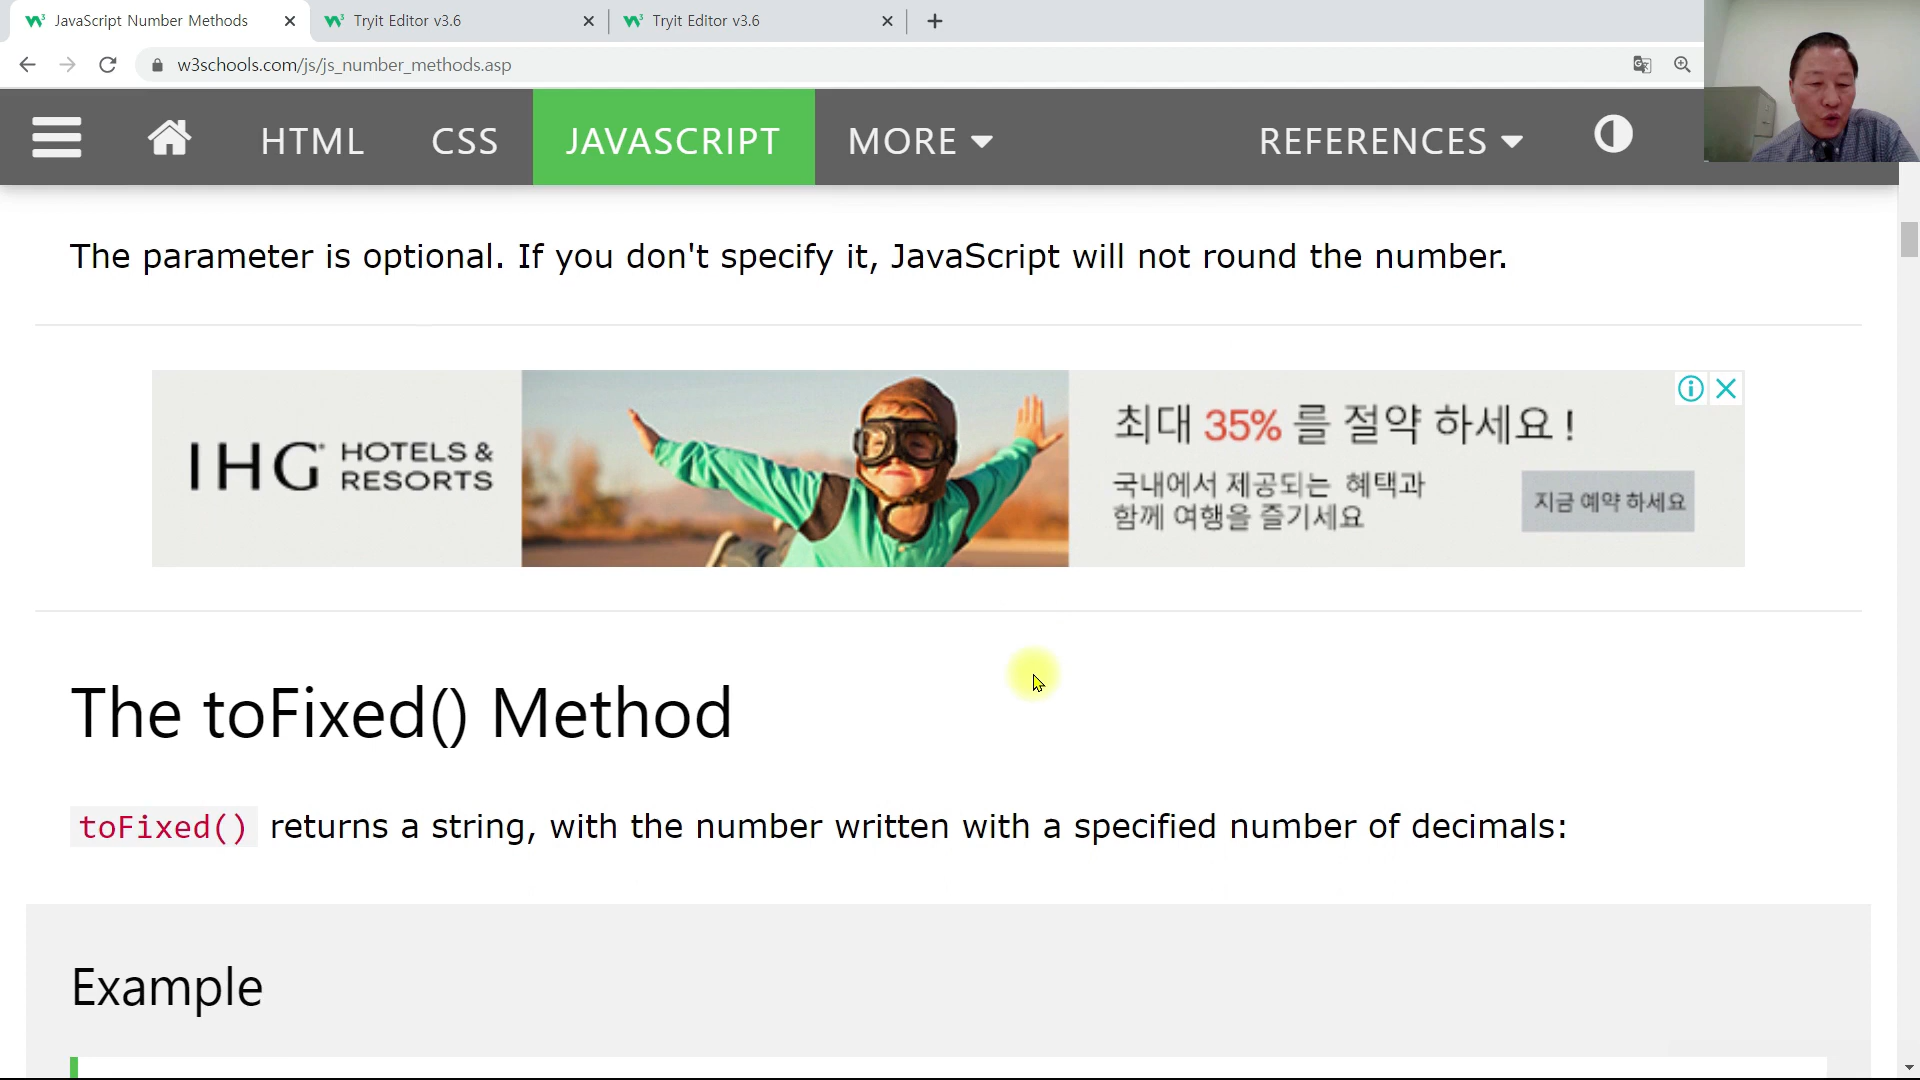 JavaScript Number Methods
Tryit Editor v3.6
Tryit Editor v3.6
w3schools.com/js/js_number_methods.asp
HTML CSS JAVASCRIPT MORE REFERENCES
The parameter is optional. If you don't specify it, JavaScript will not round the number.
IHG HOTELS &
RESORTS
최대 35% 를 절약 하세요 !
국내에서 제공되는 혜택과
함께 여행을 즐기세요
지금 예약 하세요
The toFixed() Method
toFixed() returns a string, with the number written with a specified number of decimals:
Example